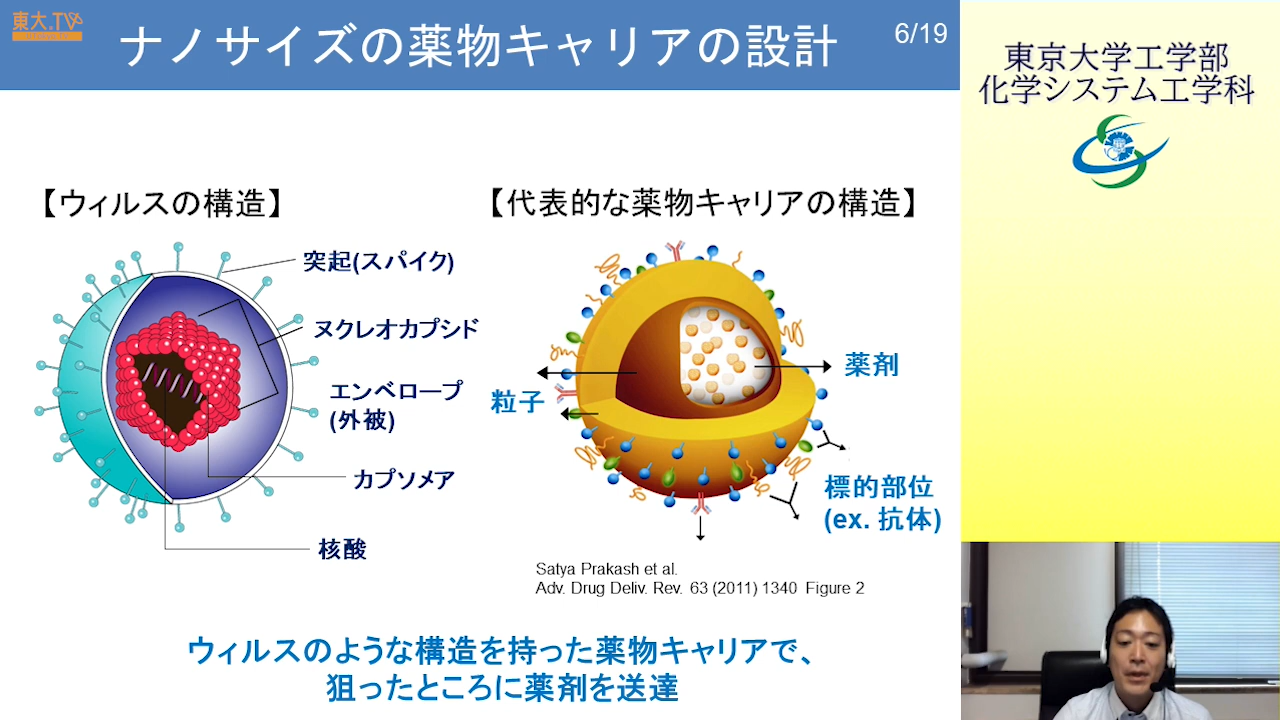 東大.TV
ナノサイズの薬物キャリアの設計
6/19
東京大学工学部
化学システム工学科
【ウィルスの構造】
突起(スパイク)
ヌクレオカプシド
エンベロープ
(外被)
カプソメア
核酸
【代表的な薬物キャリアの構造】
薬剤
粒子
標的部位
(ex. 抗体)
Satya Prakash et al.
Adv. Drug Deliv. Rev. 63 (2011) 1340 Figure 2
ウィルスのような構造を持った薬物キャリアで、
狙ったところに薬剤を送達